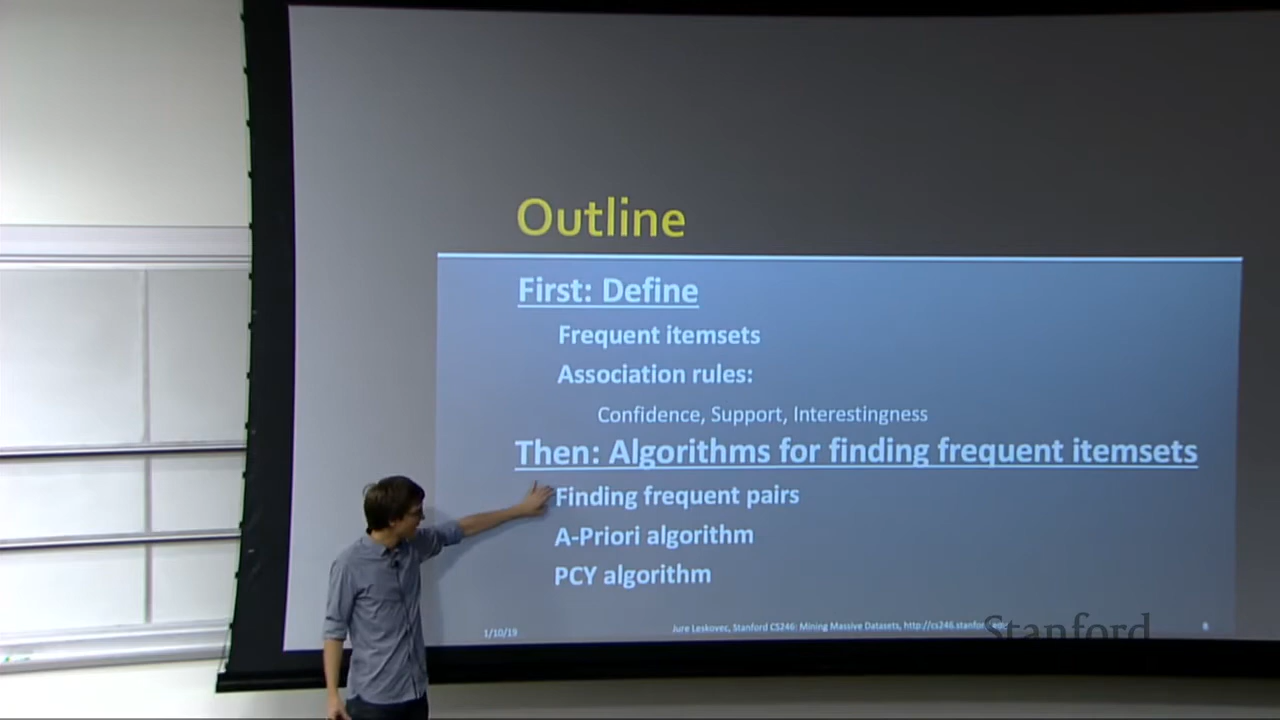 Outline
First: Define
Frequent itemsets
Association rules:
Confidence, Support, Interestingness
Then: Algorithms for finding frequent itemsets
Finding frequent pairs
A-Priori algorithm
PCY algorithm
1/10/19
Jure Leskovec, Stanford CS246: Mining Massive Datasets, http://cs246.stanford.edu
8
Stanford